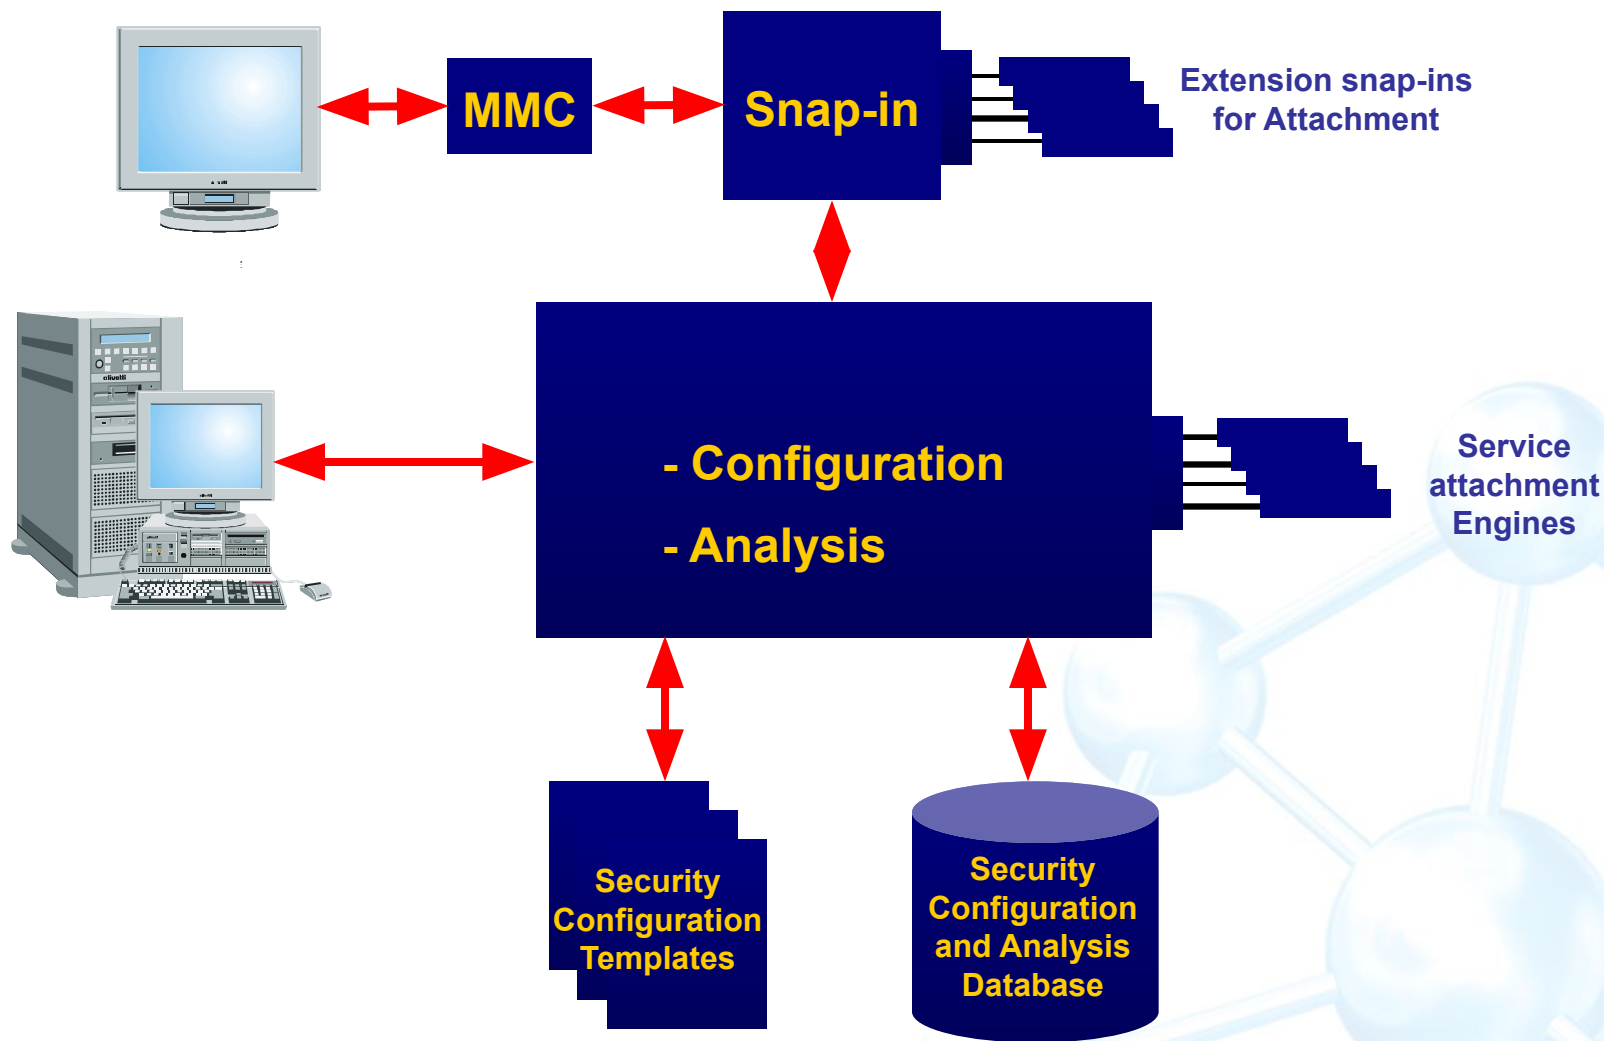 MMC
Snap-in
Extension snap-ins
for Attachment
olivetti
- Configuration
- Analysis
Service
attachment
Engines
Security
Configuration
Templates
Security
Configuration
and Analysis
Database